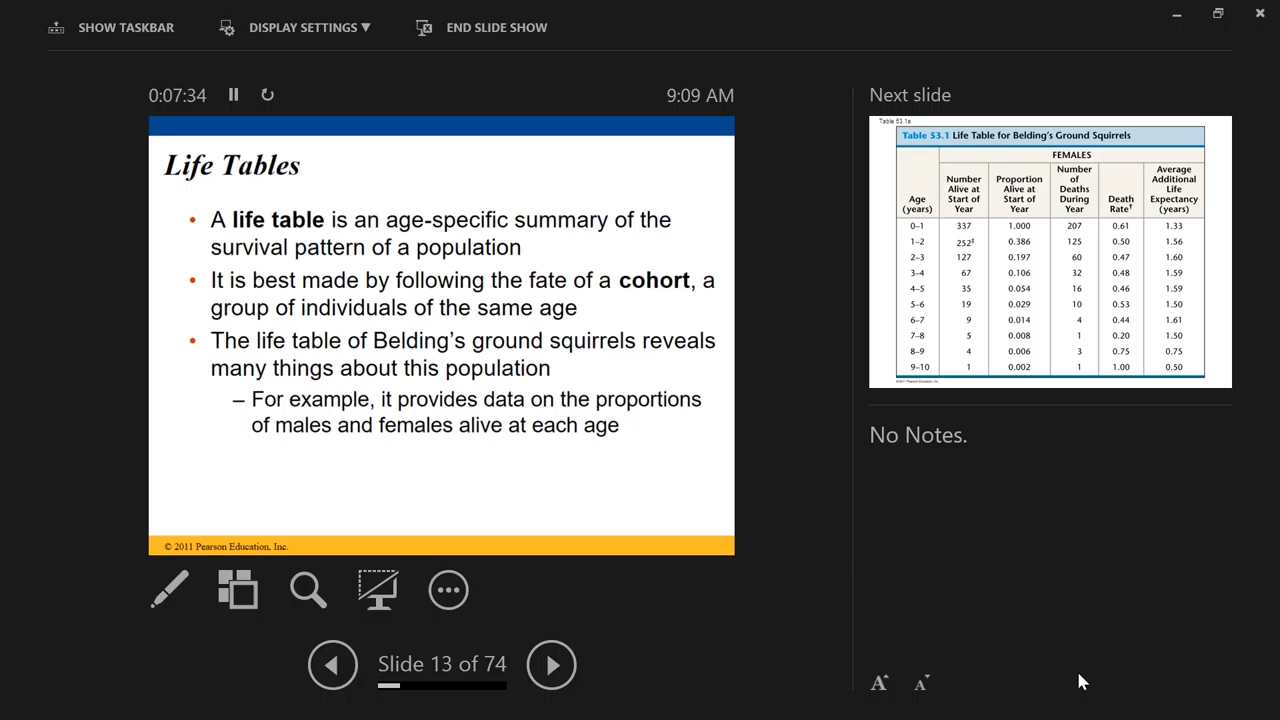 SHOW TASKBAR DISPLAY SETTINGS ▼ END SLIDE SHOW
0:07:34 9:09 AM
Life Tables
• A life table is an age-specific summary of the
survival pattern of a population
• It is best made by following the fate of a cohort, a
group of individuals of the same age
• The life table of Belding's ground squirrels reveals
many things about this population
– For example, it provides data on the proportions
of males and females alive at each age
© 2011 Pearson Education, Inc.
Slide 13 of 74
Next slide
Table 53.1a
Table 53.1 Life Table for Belding's Ground Squirrels
FEMALES
Age
(years)
Number
Alive at
Start of
Year
Proportion
Alive at
Start of
Year
Number
of
Deaths
During
Year
Death
Rate†
Average
Additional
Life
Expectancy
(years)
0–1 337 1.000 207 0.61 1.33
1–2 252‡ 0.386 125 0.50 1.56
2–3 127 0.197 60 0.47 1.60
3–4 67 0.106 32 0.48 1.59
4–5 35 0.054 16 0.46 1.59
5–6 19 0.029 10 0.53 1.50
6–7 9 0.014 4 0.44 1.61
7–8 5 0.008 1 0.20 1.50
8–9 4 0.006 3 0.75 0.75
9–10 1 0.002 1 1.00 0.50
©2011 Pearson Education, Inc.
No Notes.
A A